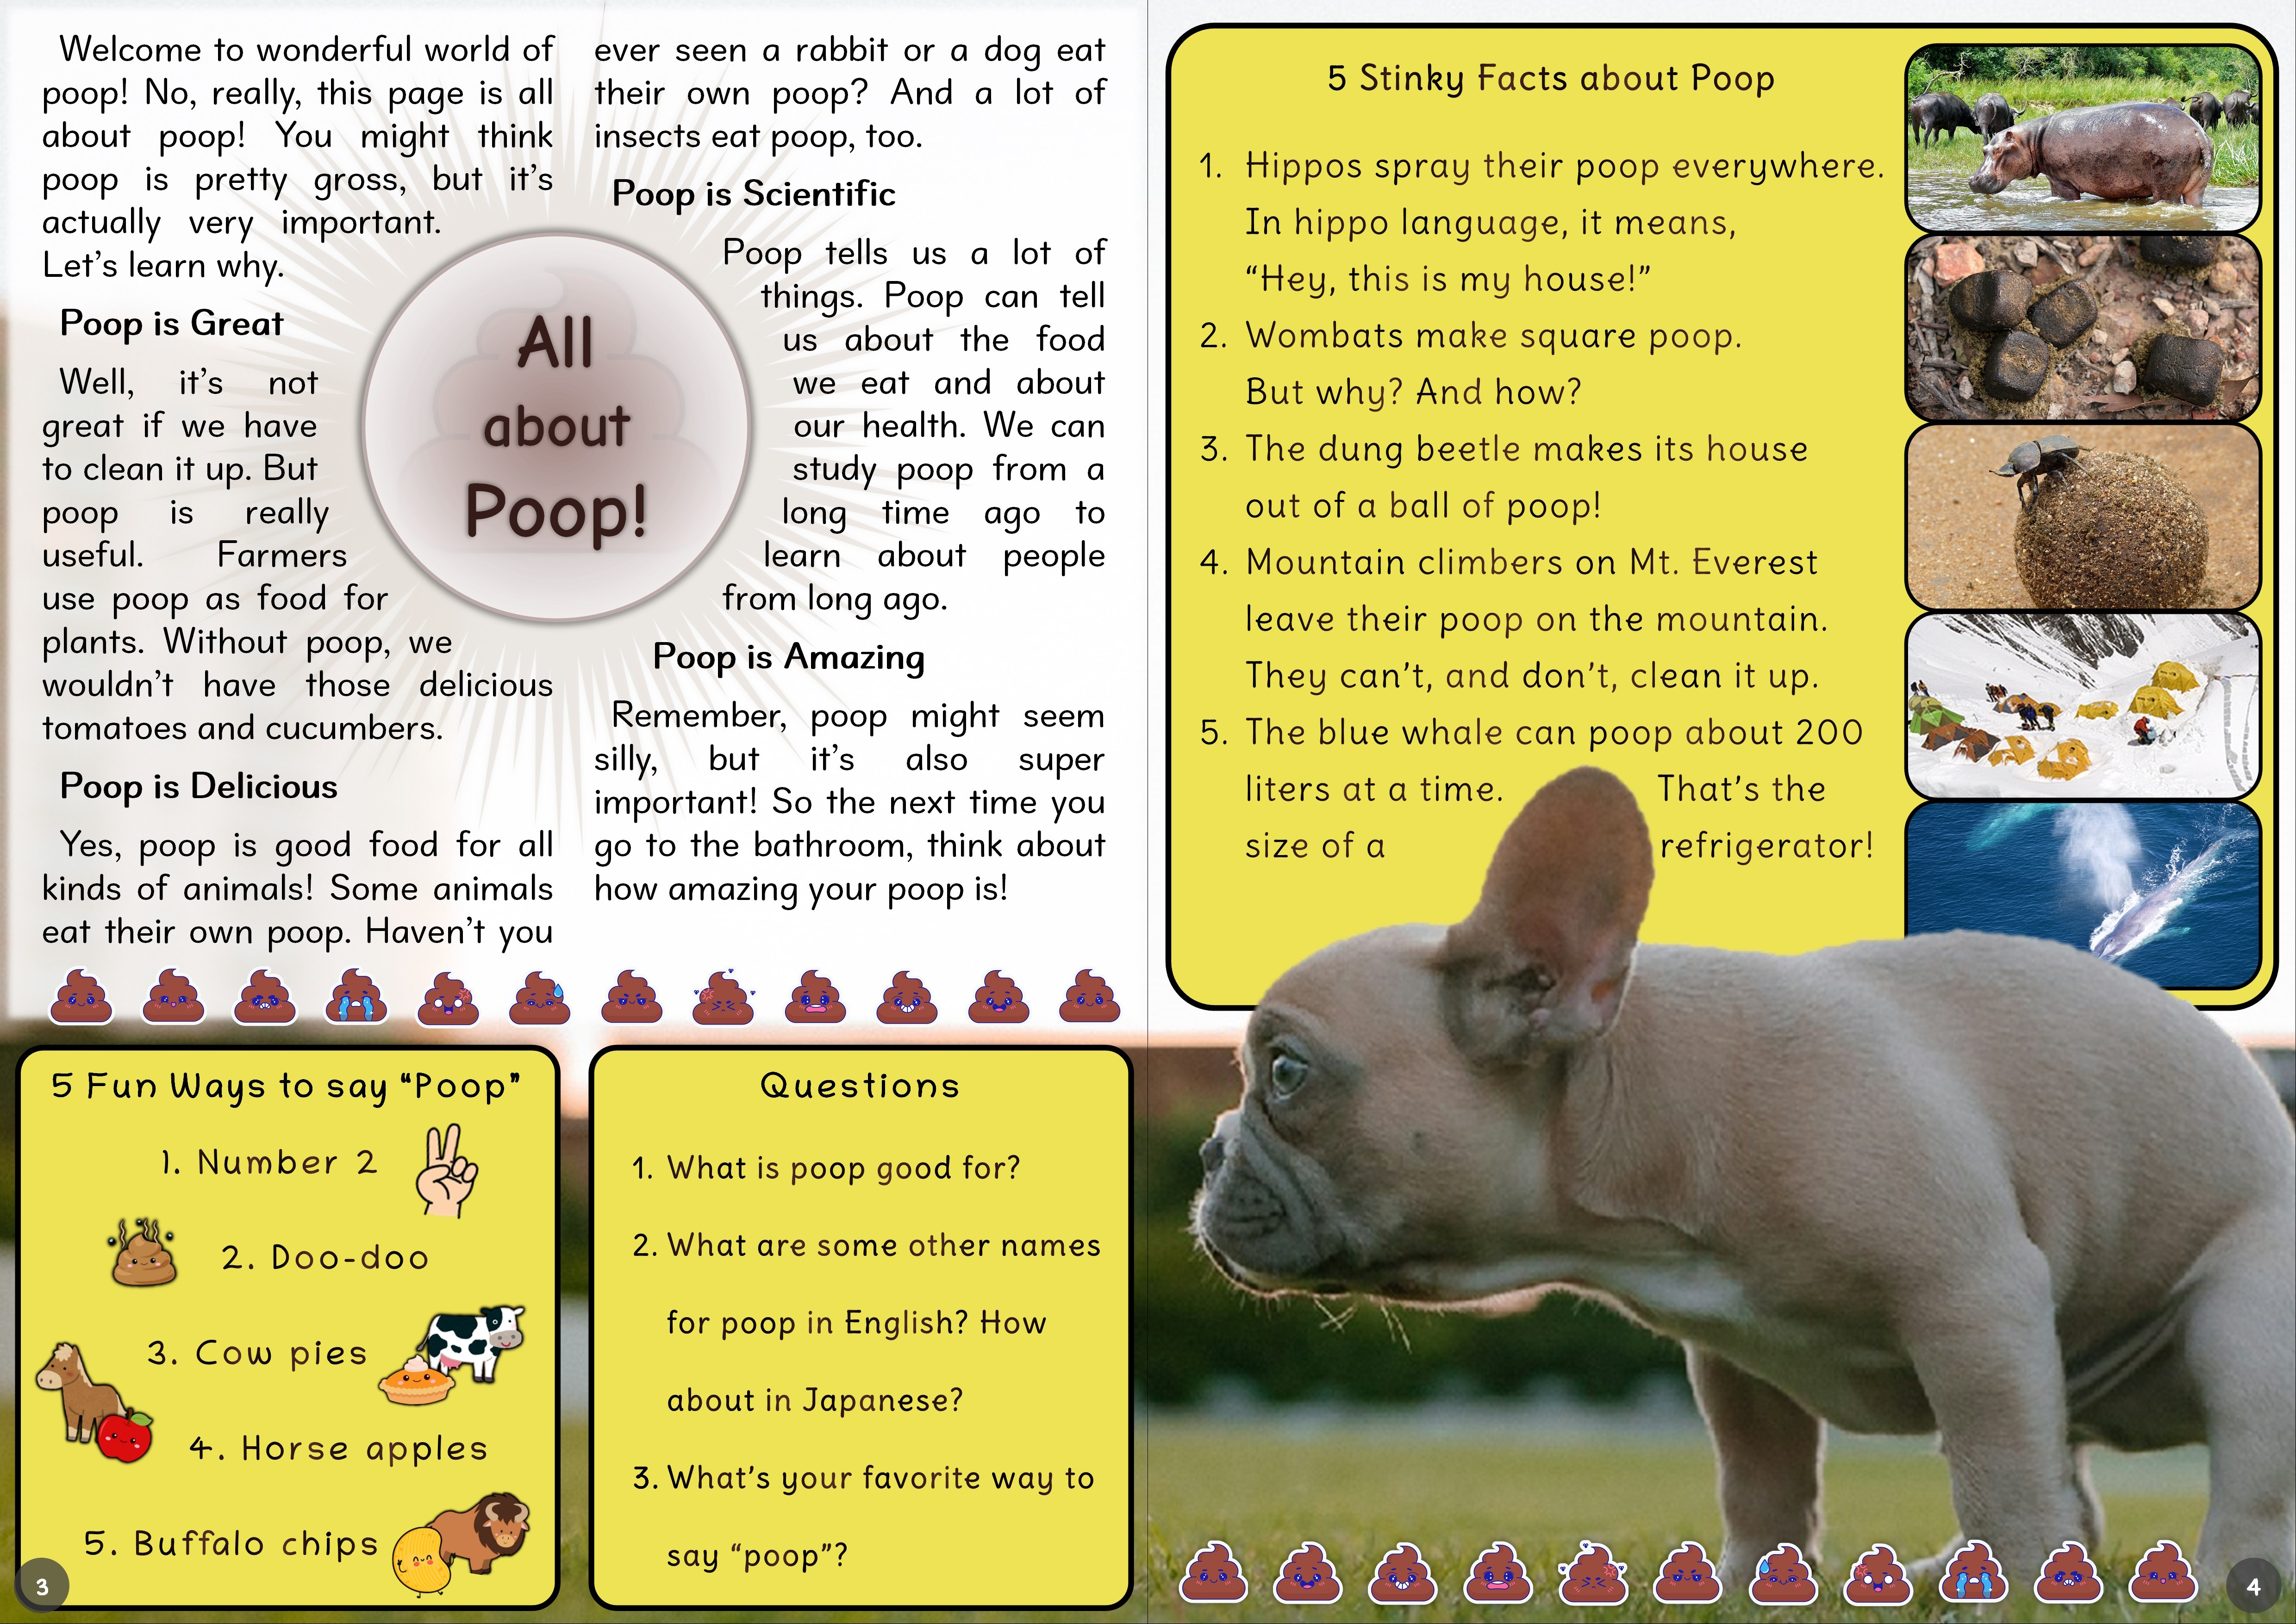 Welcome to wonderful world of
poop! No, really, this page is all
about poop! You might think
poop is pretty gross, but it's
actually very important.
Let's learn why.
Poop is Great
Well, it's not
great if we have
to clean it up. But
poop is really
useful. Farmers
use poop as food for
plants. Without poop, we
wouldn't have those delicious
tomatoes and cucumbers.
Poop is Delicious
Yes, poop is good food for all
kinds of animals! Some animals
eat their own poop. Haven't you
ever seen a rabbit or a dog eat
their own poop? And a lot of
insects eat poop, too.
Poop is Scientific
Poop tells us a lot of
things. Poop can tell
us about the food
we eat and about
our health. We can
study poop from a
long time ago to
learn about people
from long ago.
Poop is Amazing
Remember, poop might seem
silly, but it's also super
important! So the next time you
go to the bathroom, think about
how amazing your poop is!
All
about
Poop!
5 Fun Ways to say “Poop”
1. Number 2
2. Doo-doo
3. Cow pies
4. Horse apples
5. Buffalo chips
3
Questions
1. What is poop good for?
2. What are some other names
for poop in English? How
about in Japanese?
3. What's your favorite way to
say “poop”?
5 Stinky Facts about Poop
1. Hippos spray their poop everywhere.
In hippo language, it means,
“Hey, this is my house!”
2. Wombats make square poop.
But why? And how?
3. The dung beetle makes its house
out of a ball of poop!
4. Mountain climbers on Mt. Everest
leave their poop on the mountain.
They can't, and don't, clean it up.
5. The blue whale can poop about 200
liters at a time. That's the
size of a refrigerator!
4